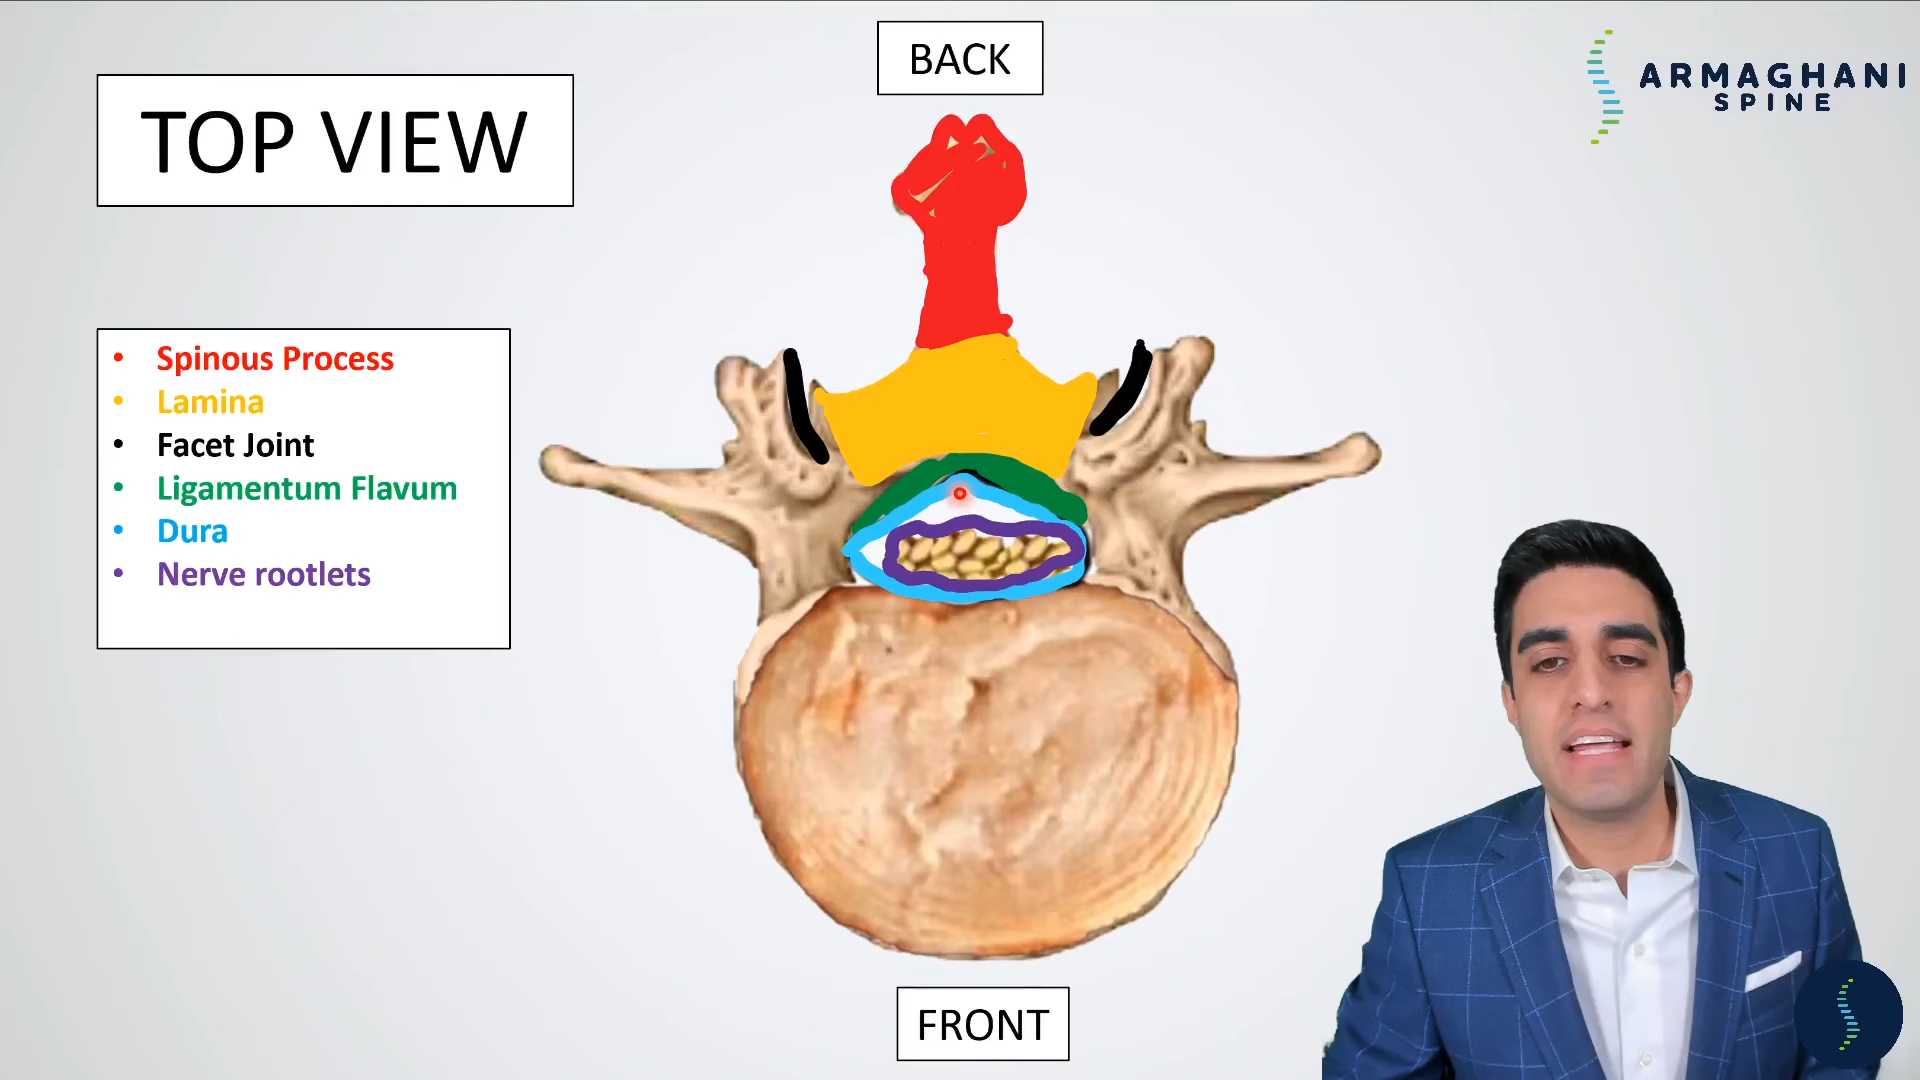 BACK
TOP VIEW
ARMAGHANI
SPINE
• Spinous Process
• Lamina
• Facet Joint
• Ligamentum Flavum
• Dura
• Nerve rootlets
FRONT